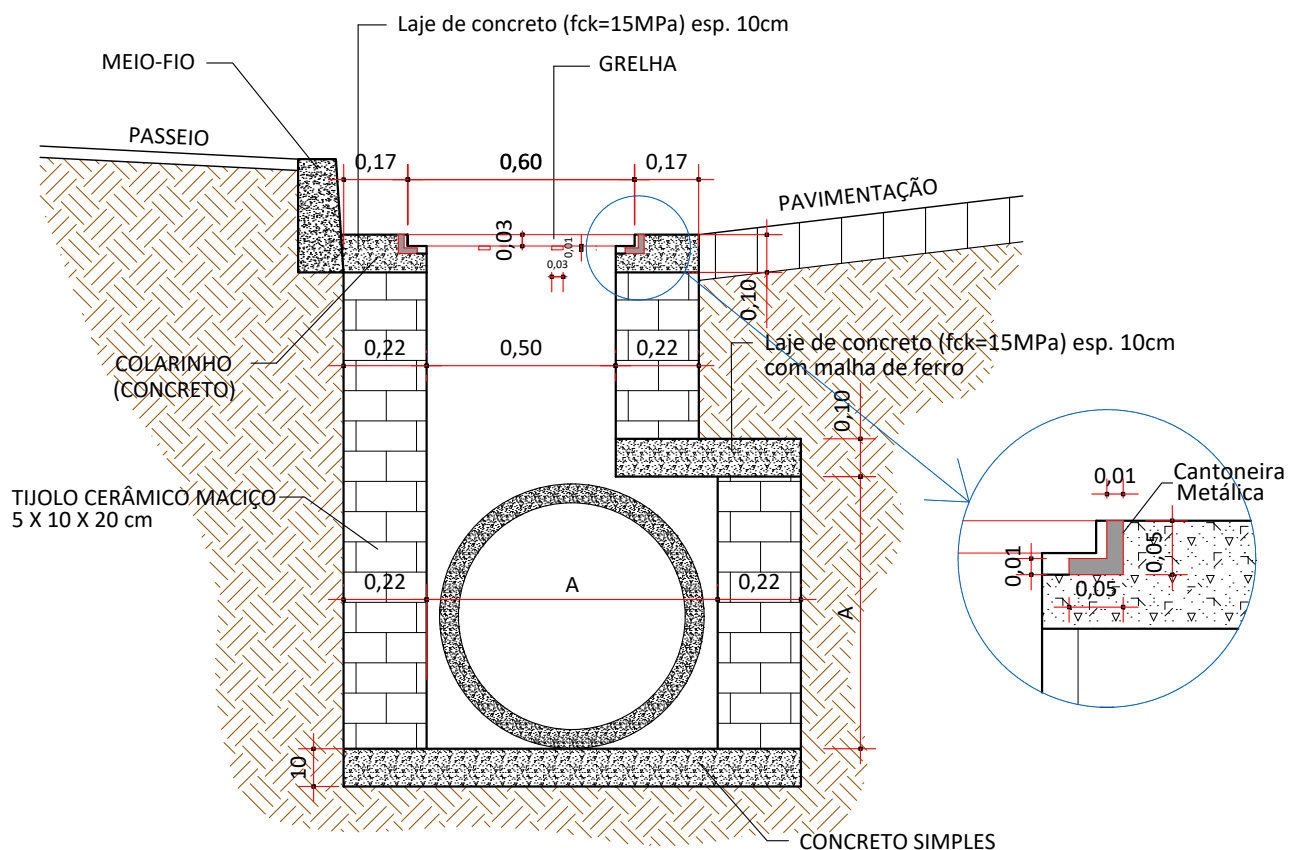 Laje de concreto (fck=15MPa) esp. 10cm
MEIO-FIO
GRELHA
PASSEIO
0,17
0,60
0,17
PAVIMENTAÇÃO
0,03
0,01
0,03
0,10
COLARINHO
(CONCRETO)
0,22
0,50
0,22
Laje de concreto (fck=15MPa) esp. 10cm
com malha de ferro
0,10
TIJOLO CERÂMICO MACIÇO
5 X 10 X 20 cm
0,22
A
0,22
A
0,01
Cantoneira
Metálica
0,01
0,05
0,05
10
CONCRETO SIMPLES